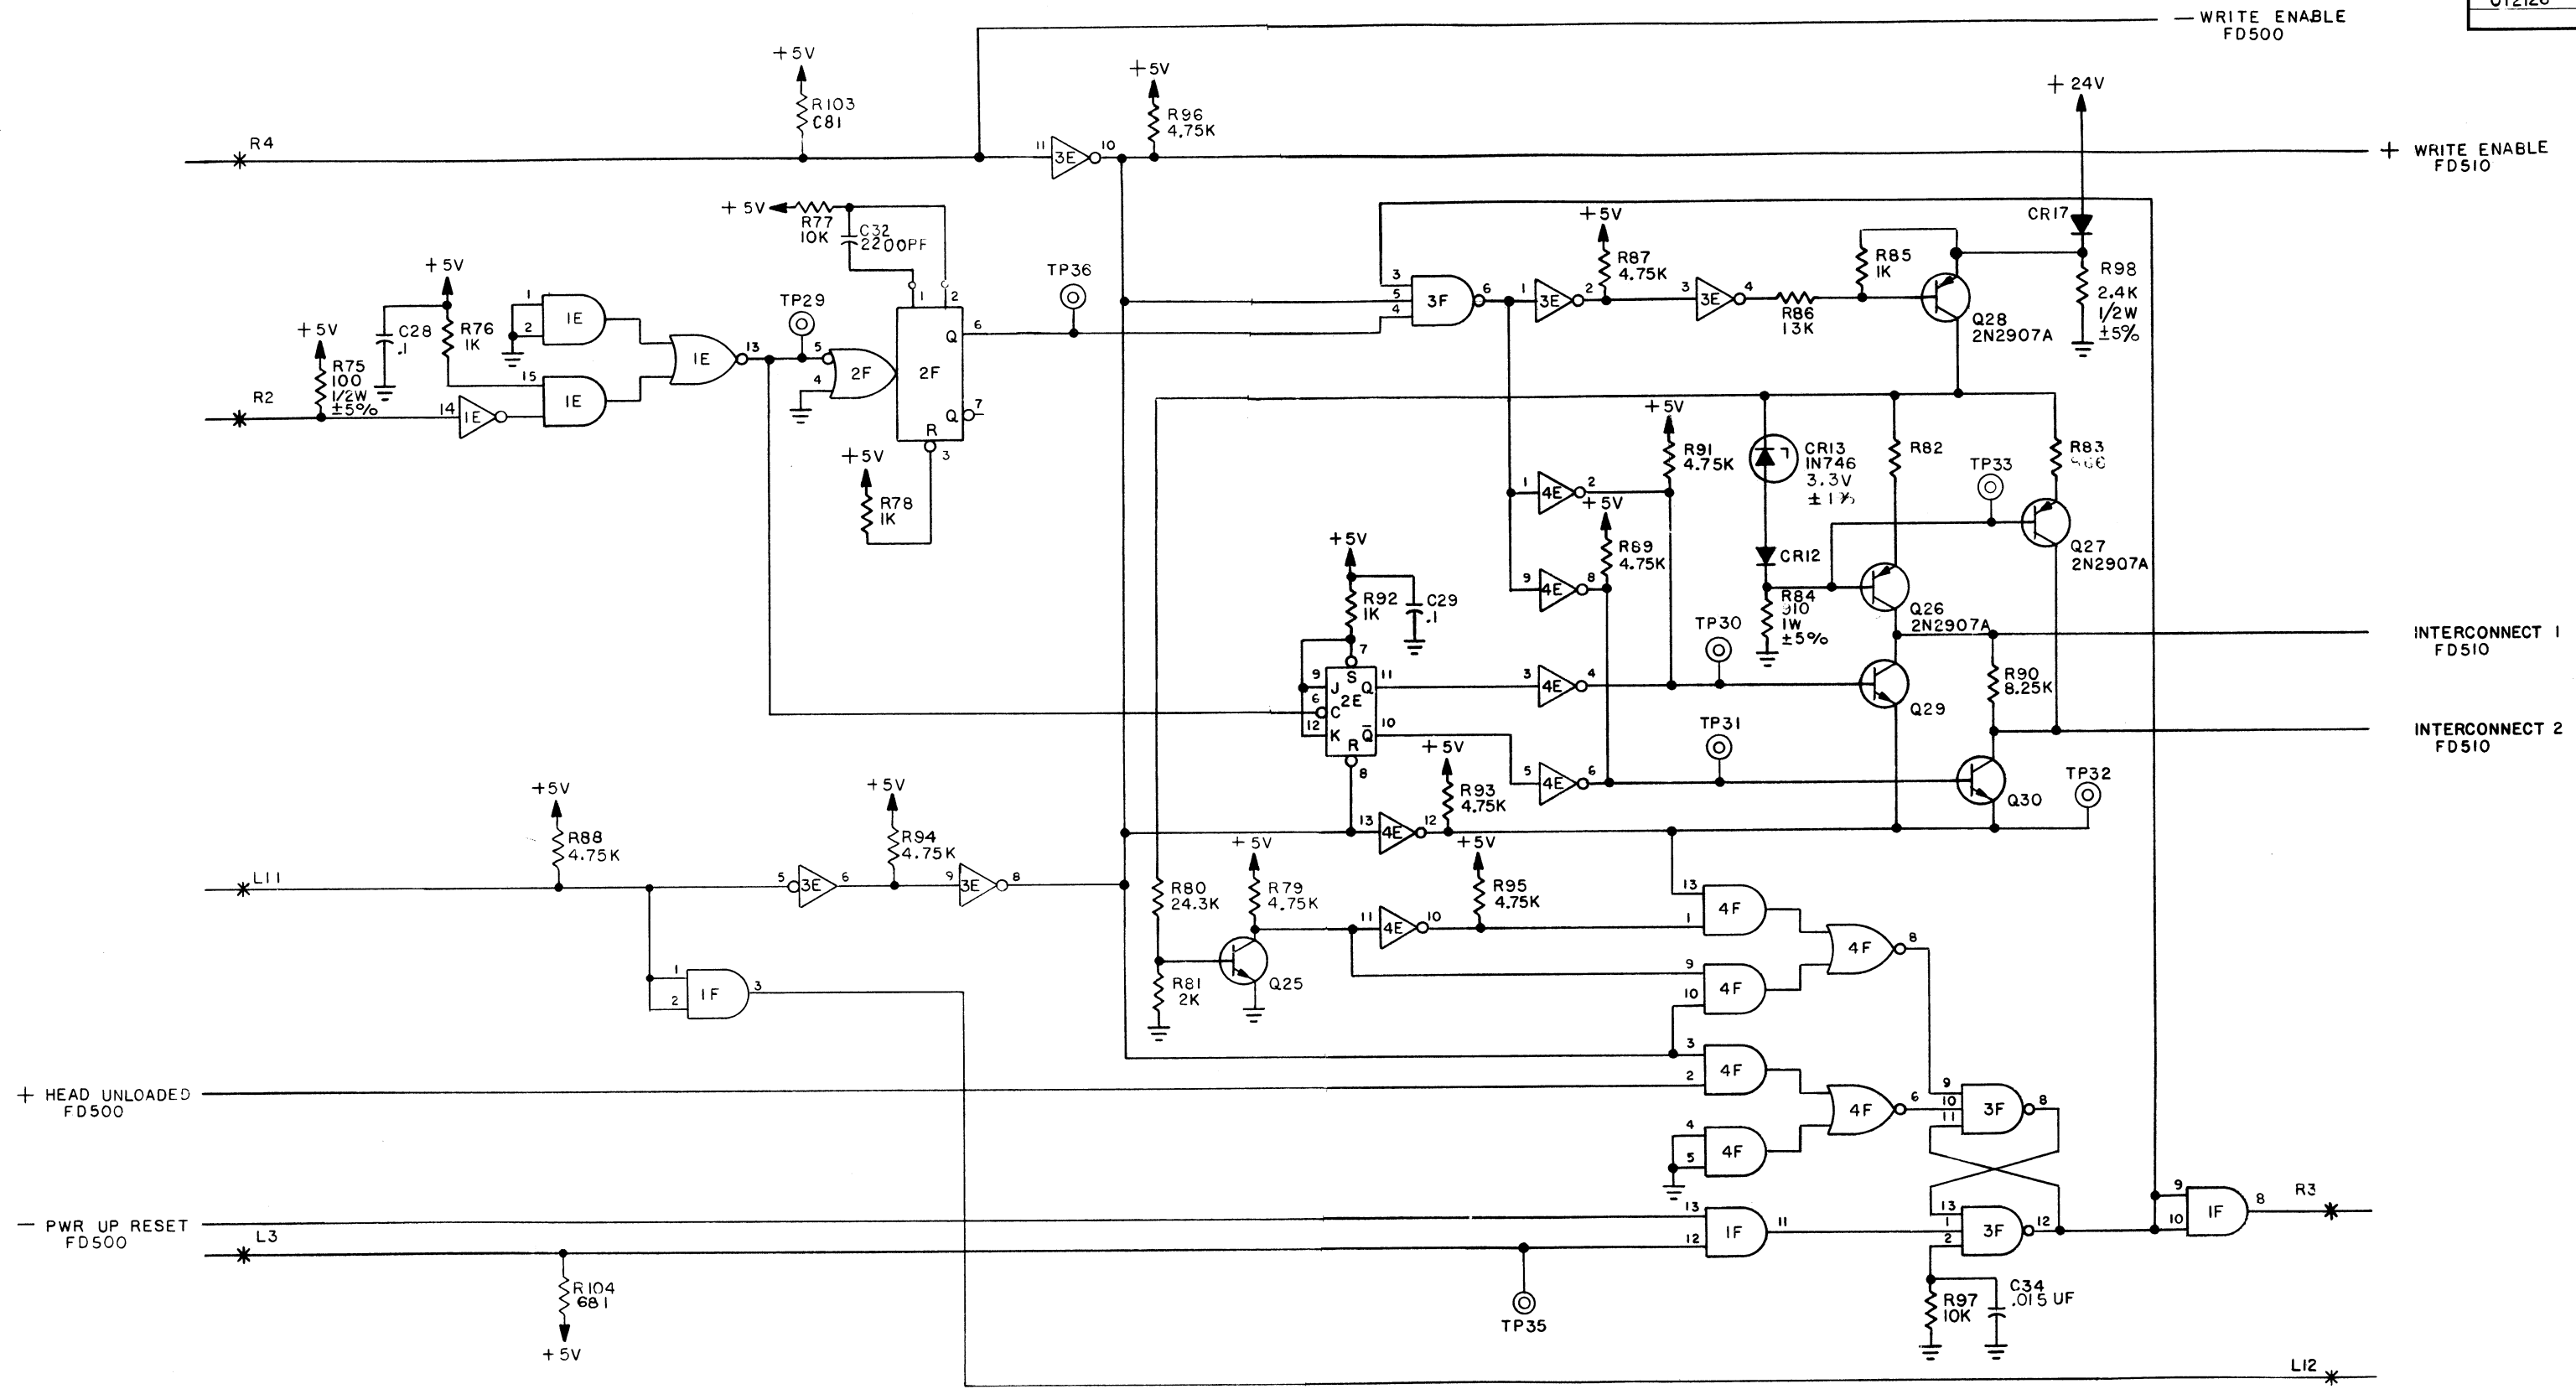 — WRITE ENABLE
FD500
+5V
R103
C81
+5V
R96
4.75K
+ 24V
R4
11
3E
10
+ WRITE ENABLE
FD510
+5V
R77
10K
C32
2200PF
CR17
+5V
R87
4.75K
R85
1K
R98
2.4K
1/2W
±5%
TP36
+5V
C28
.1
R76
1K
1
2
1E
TP29
1
2
3
5
4
3F
6
1
3E
2
3
3E
4
R86
13K
Q28
2N2907A
+5V
R75
100
1/2W
±5%
15
1E
1E
13
5
4
2F
2F
Q
6
Q
7
R
3
R2
14
1E
+5V
R78
1K
+5V
R91
4.75K
CR13
1N746
3.3V
±1%
R82
TP33
R83
1
4E
2
+5V
R89
4.75K
CR12
Q27
2N2907A
+5V
R92
1K
C29
.1
9
4E
8
R84
910
1W
±5%
Q26
2N2907A
TP30
INTERCONNECT 1
FD510
7
9
J
S
Q
11
6
C
2E
12
K
Q
10
R
8
3
4E
4
Q29
R90
8.25K
TP31
INTERCONNECT 2
FD510
+5V
R93
4.75K
5
4E
6
Q30
TP32
+5V
R88
4.75K
+5V
R94
4.75K
13
4E
12
L11
5
3E
6
9
3E
8
R80
24.3K
+5V
R79
4.75K
+5V
R95
4.75K
13
1
4F
11
4E
10
4F
8
R81
2K
Q25
9
10
4F
1
2
1F
3
3
2
4F
+ HEAD UNLOADED
FD500
4F
6
9
10
11
3F
8
4
5
4F
— PWR UP RESET
FD500
L3
13
12
1F
11
13
1
2
3F
12
9
10
1F
8
R3
R104
681
+5V
TP35
R97
10K
C34
.015 UF
L12